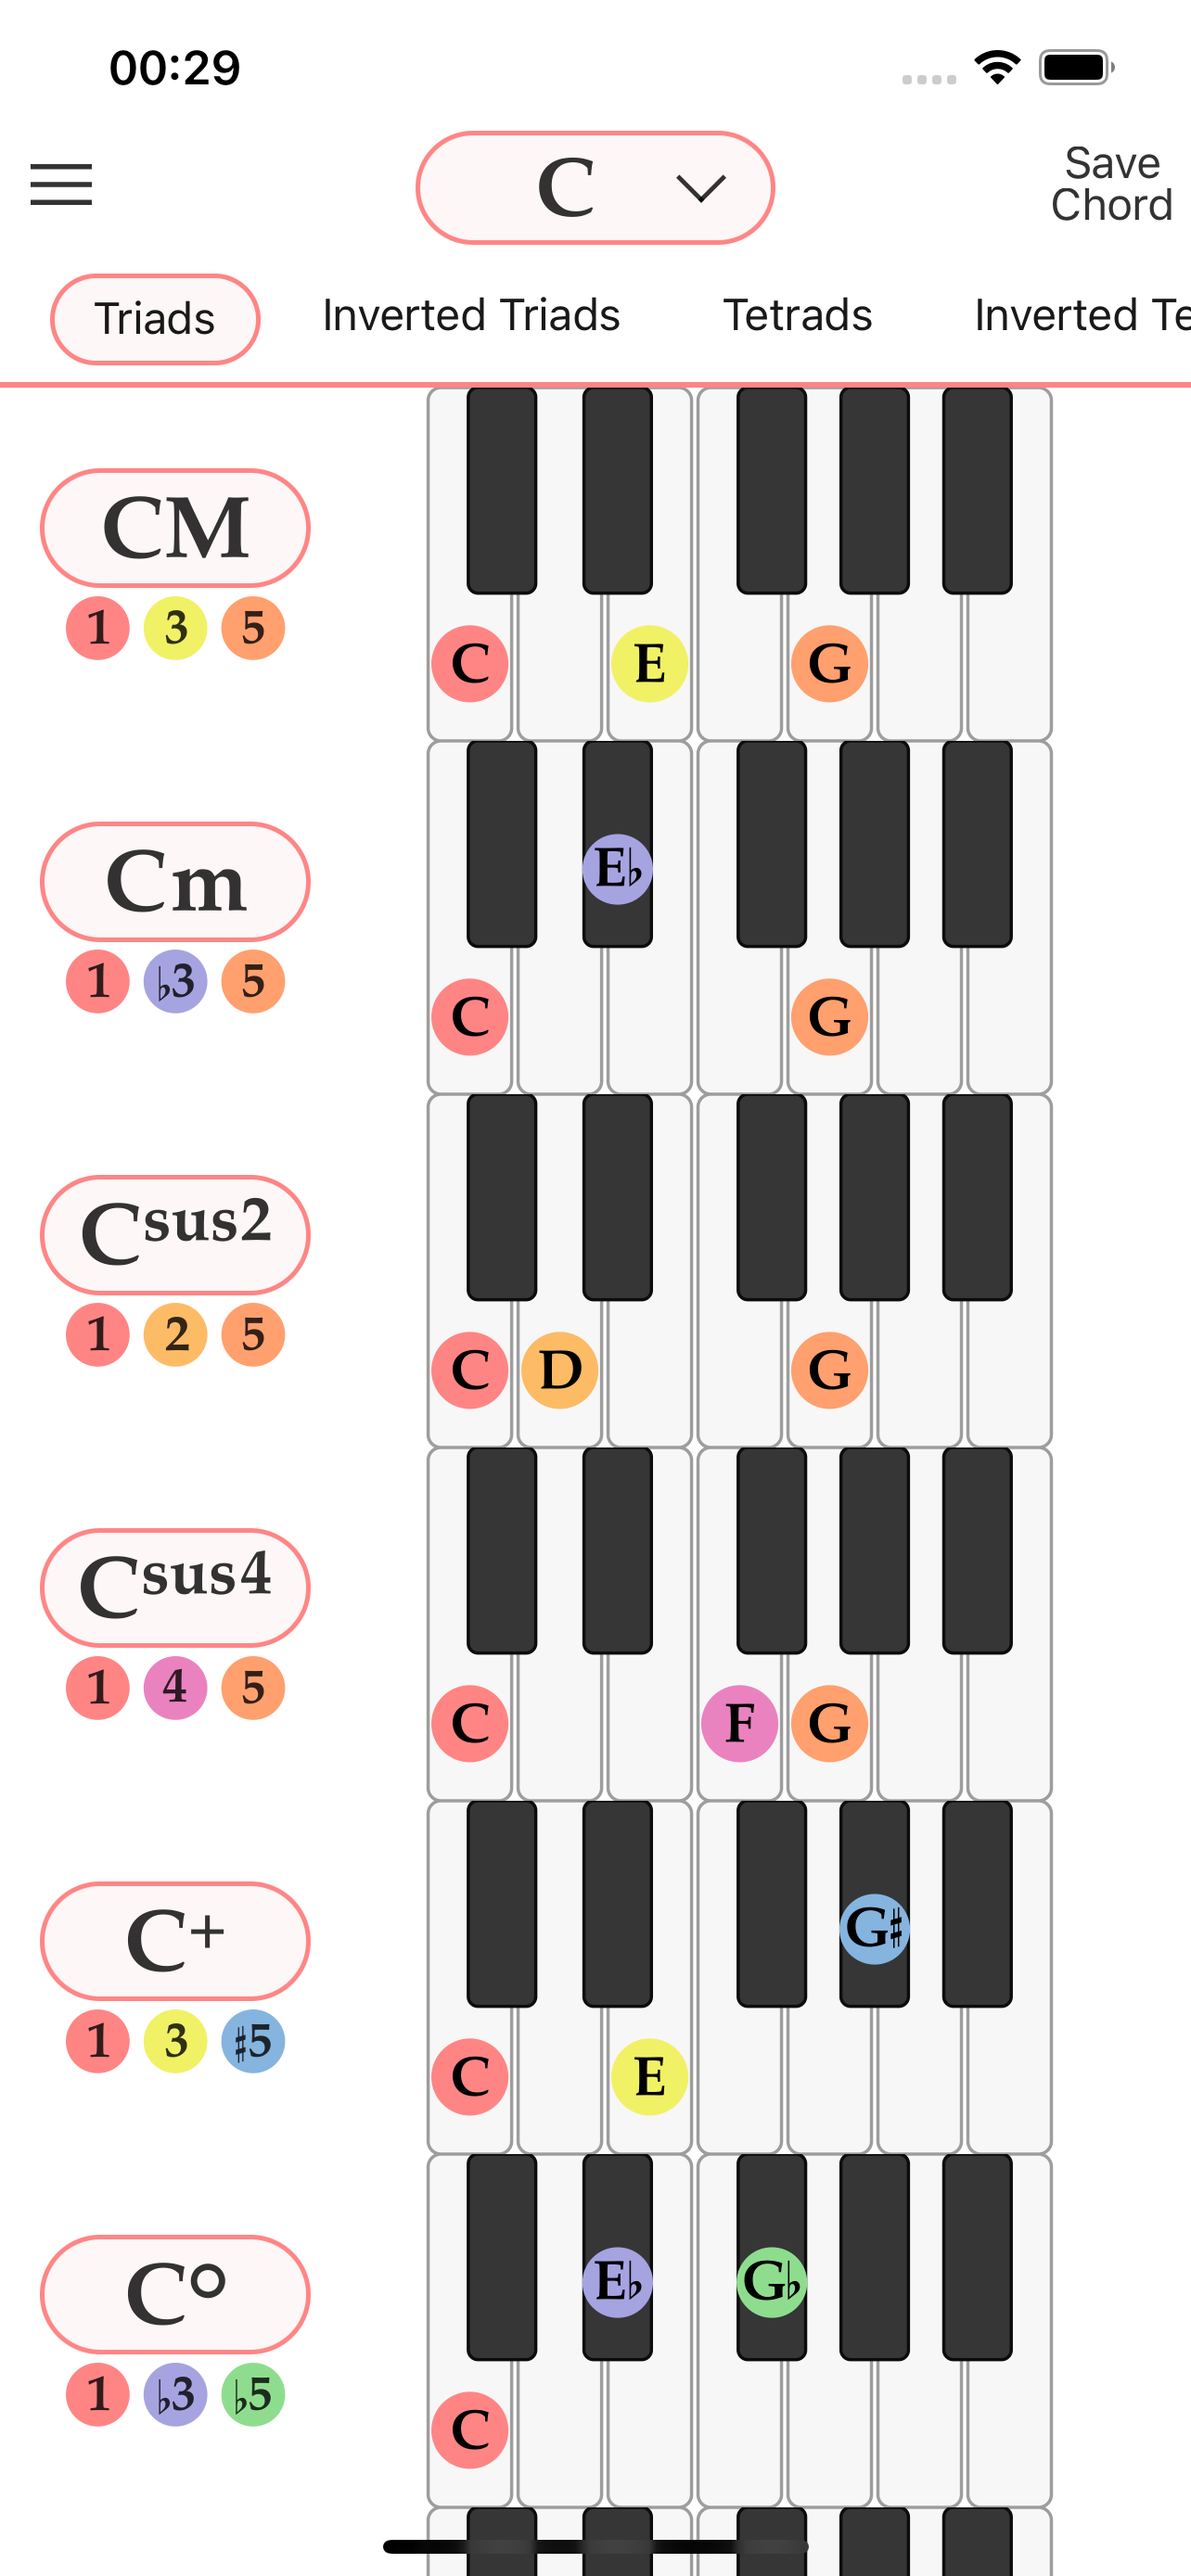 00:29
C
Save
Chord
Triads Inverted Triads Tetrads Inverted Te
CM
1 3 5
C E G
Cm
E♭
1 ♭3 5
C G
Csus2
1 2 5
C D G
Csus4
1 4 5
C F G
C+
G♯
1 3 ♯5
C E
C°
E♭ G♭
1 ♭3 ♭5
C